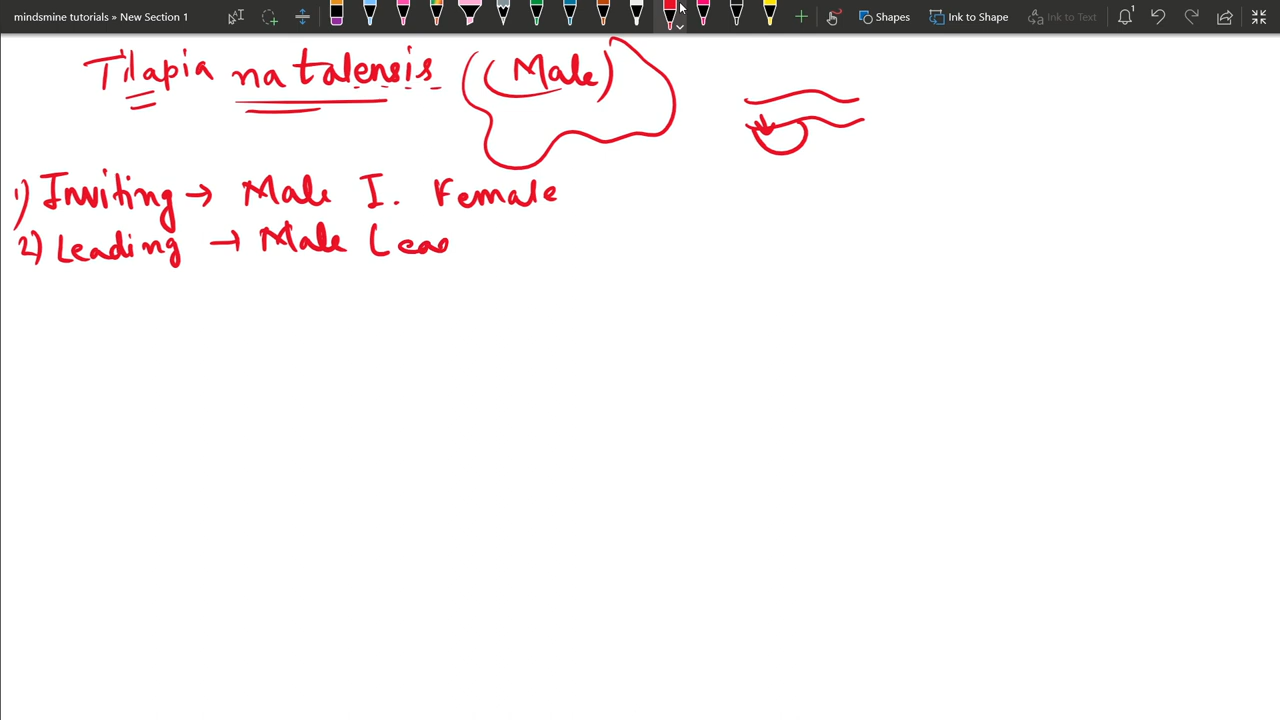 mindsmine tutorials » New Section 1
Shapes
Ink to Shape
Ink to Text
Tilapia natalensis (Male)
1) Inviting → Male I. Female
2) Leading → Male Lea